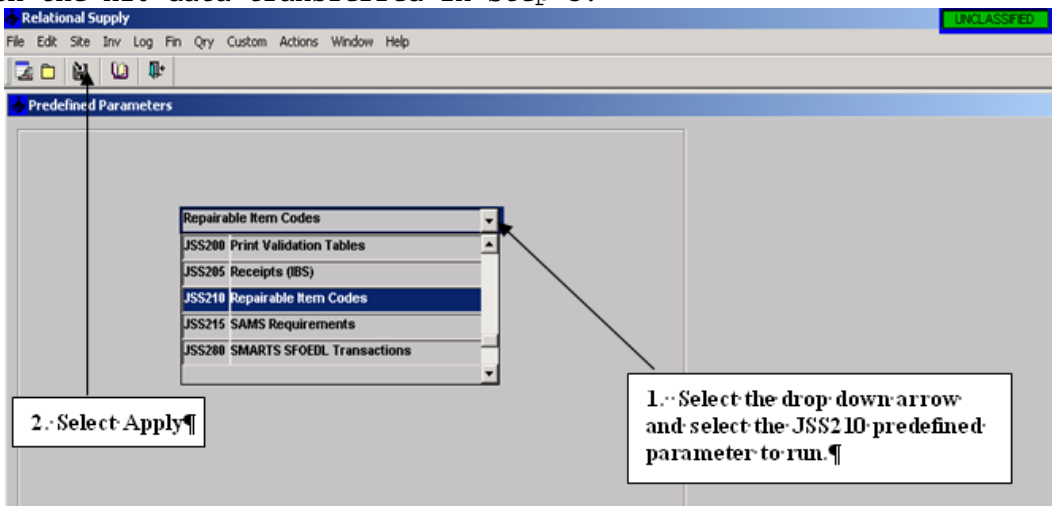 Relational Supply
UNCLASSIFIED
File Edit Site Inv Log Fin Qry Custom Actions Window Help
Predefined Parameters
Repairable Item Codes
JSS200 Print Validation Tables
JSS205 Receipts (IBS)
JSS210 Repairable Item Codes
JSS215 SAMS Requirements
JSS280 SMARTS SFOEDL Transactions
2.·Select·Apply¶
1.··Select·the·drop·down·arrow·
and·select·the·JSS210·predefined·
parameter·to·run.¶